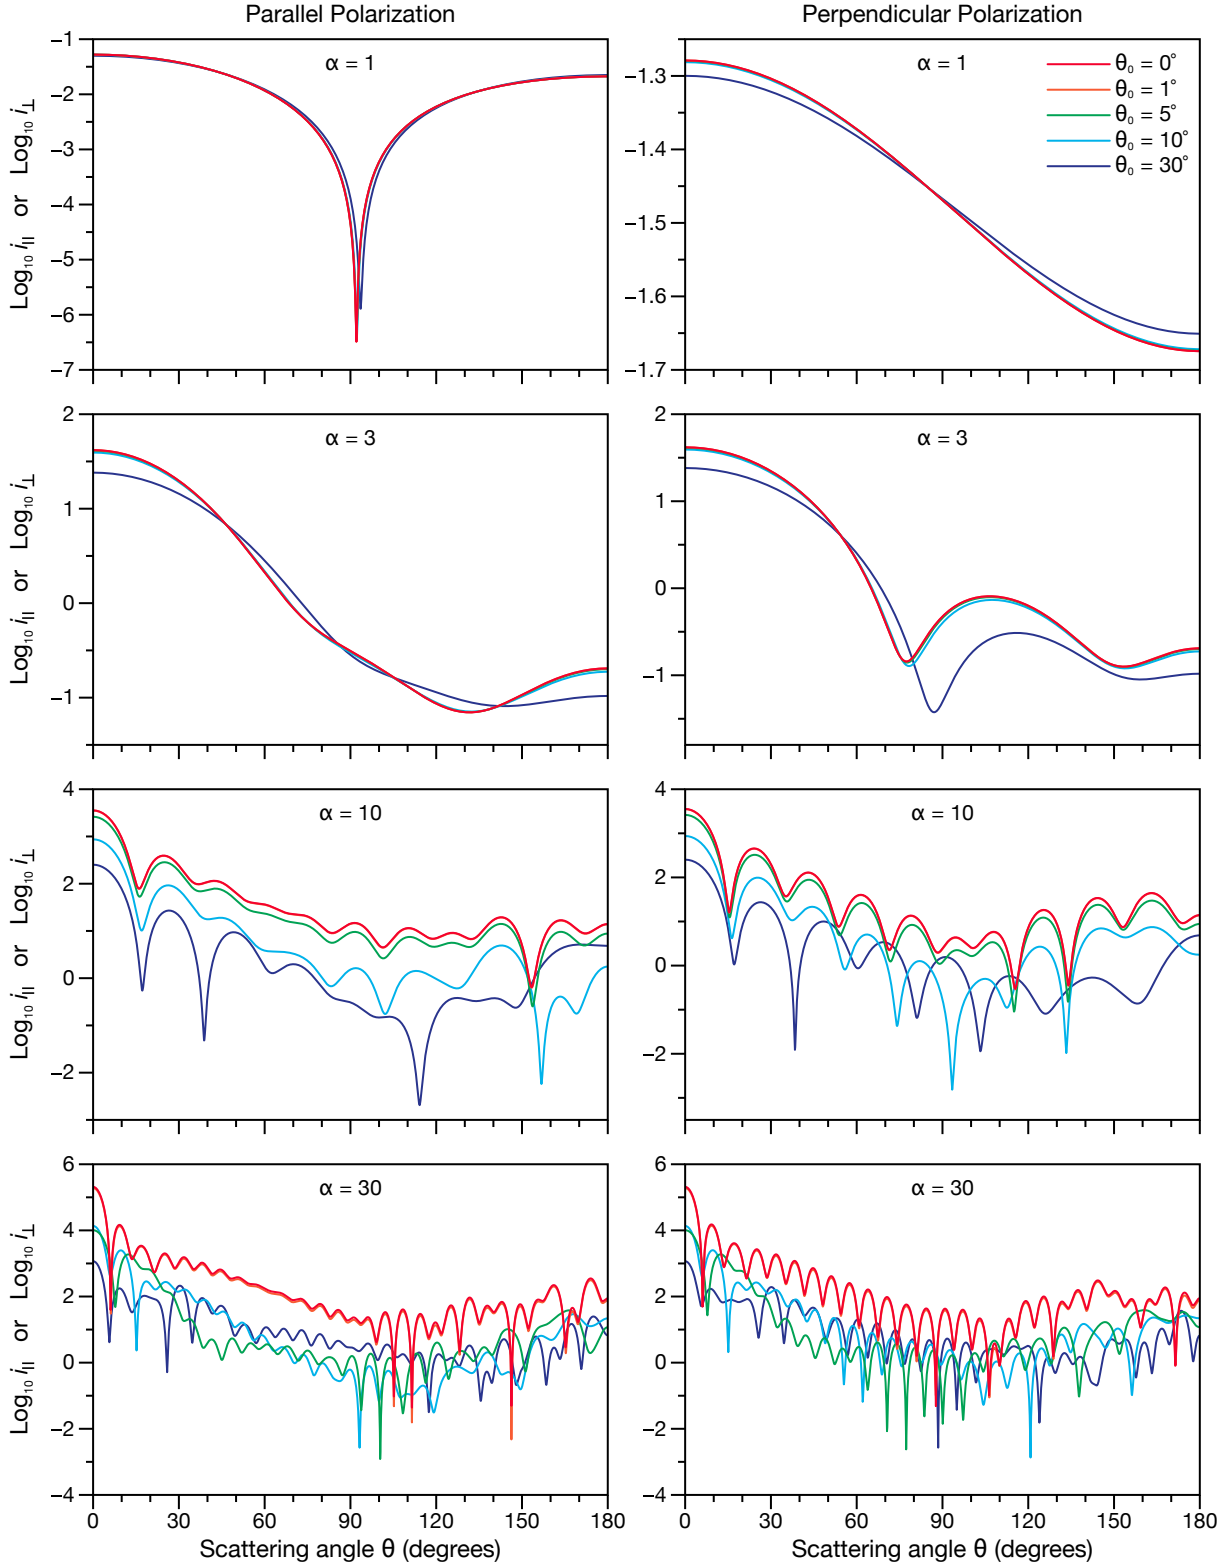 Parallel Polarization
Perpendicular Polarization
α = 1
α = 1
θ₀ = 0°
θ₀ = 1°
θ₀ = 5°
θ₀ = 10°
θ₀ = 30°
Log₁₀ i|| or Log₁₀ i⊥
−1
−2
−3
−4
−5
−6
−7
−1.3
−1.4
−1.5
−1.6
−1.7
α = 3
α = 3
Log₁₀ i|| or Log₁₀ i⊥
2
1
0
−1
2
1
0
−1
α = 10
α = 10
Log₁₀ i|| or Log₁₀ i⊥
4
2
0
−2
4
2
0
−2
α = 30
α = 30
Log₁₀ i|| or Log₁₀ i⊥
6
4
2
0
−2
−4
6
4
2
0
−2
−4
0 30 60 90 120 150 180
0 30 60 90 120 150 180
Scattering angle θ (degrees)
Scattering angle θ (degrees)